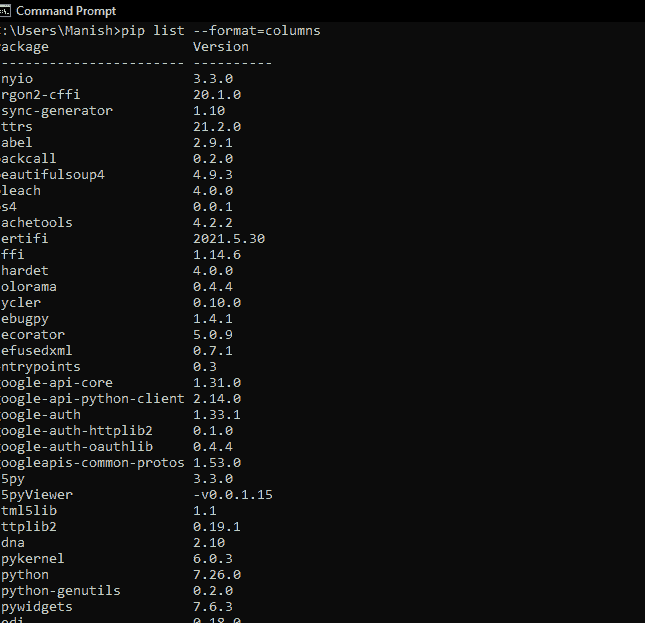 Command Prompt
:\Users\Manish>pip list --format=columns
ackage Version
----------------------- ----------
nyio 3.3.0
rgon2-cffi 20.1.0
sync-generator 1.10
ttrs 21.2.0
abel 2.9.1
ackcall 0.2.0
eautifulsoup4 4.9.3
leach 4.0.0
s4 0.0.1
achetools 4.2.2
ertifi 2021.5.30
ffi 1.14.6
hardet 4.0.0
olorama 0.4.4
ycler 0.10.0
ebugpy 1.4.1
ecorator 5.0.9
efusedxml 0.7.1
ntrypoints 0.3
oogle-api-core 1.31.0
oogle-api-python-client 2.14.0
oogle-auth 1.33.1
oogle-auth-httplib2 0.1.0
oogle-auth-oauthlib 0.4.4
oogleapis-common-protos 1.53.0
5py 3.3.0
5pyViewer -v0.0.1.15
tml5lib 1.1
ttplib2 0.19.1
dna 2.10
pykernel 6.0.3
python 7.26.0
python-genutils 0.2.0
pywidgets 7.6.3
edi 0.18.0